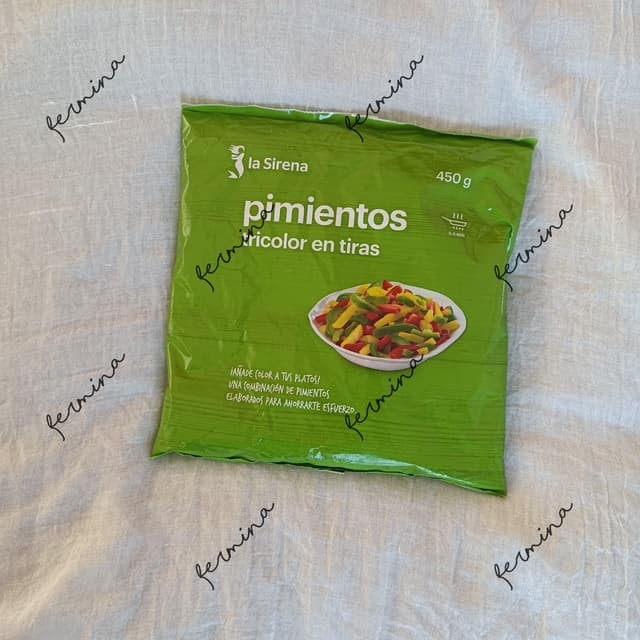 fermina
fermina
la Sirena
450 g
pimientos
tricolor en tiras
fermina
fermina
¡AÑADE COLOR A TUS PLATOS!
UNA COMBINACIÓN DE PIMIENTOS
ELABORADOS PARA AHORRARTE ESFUERZO
fermina
fermina
fermina
fermina